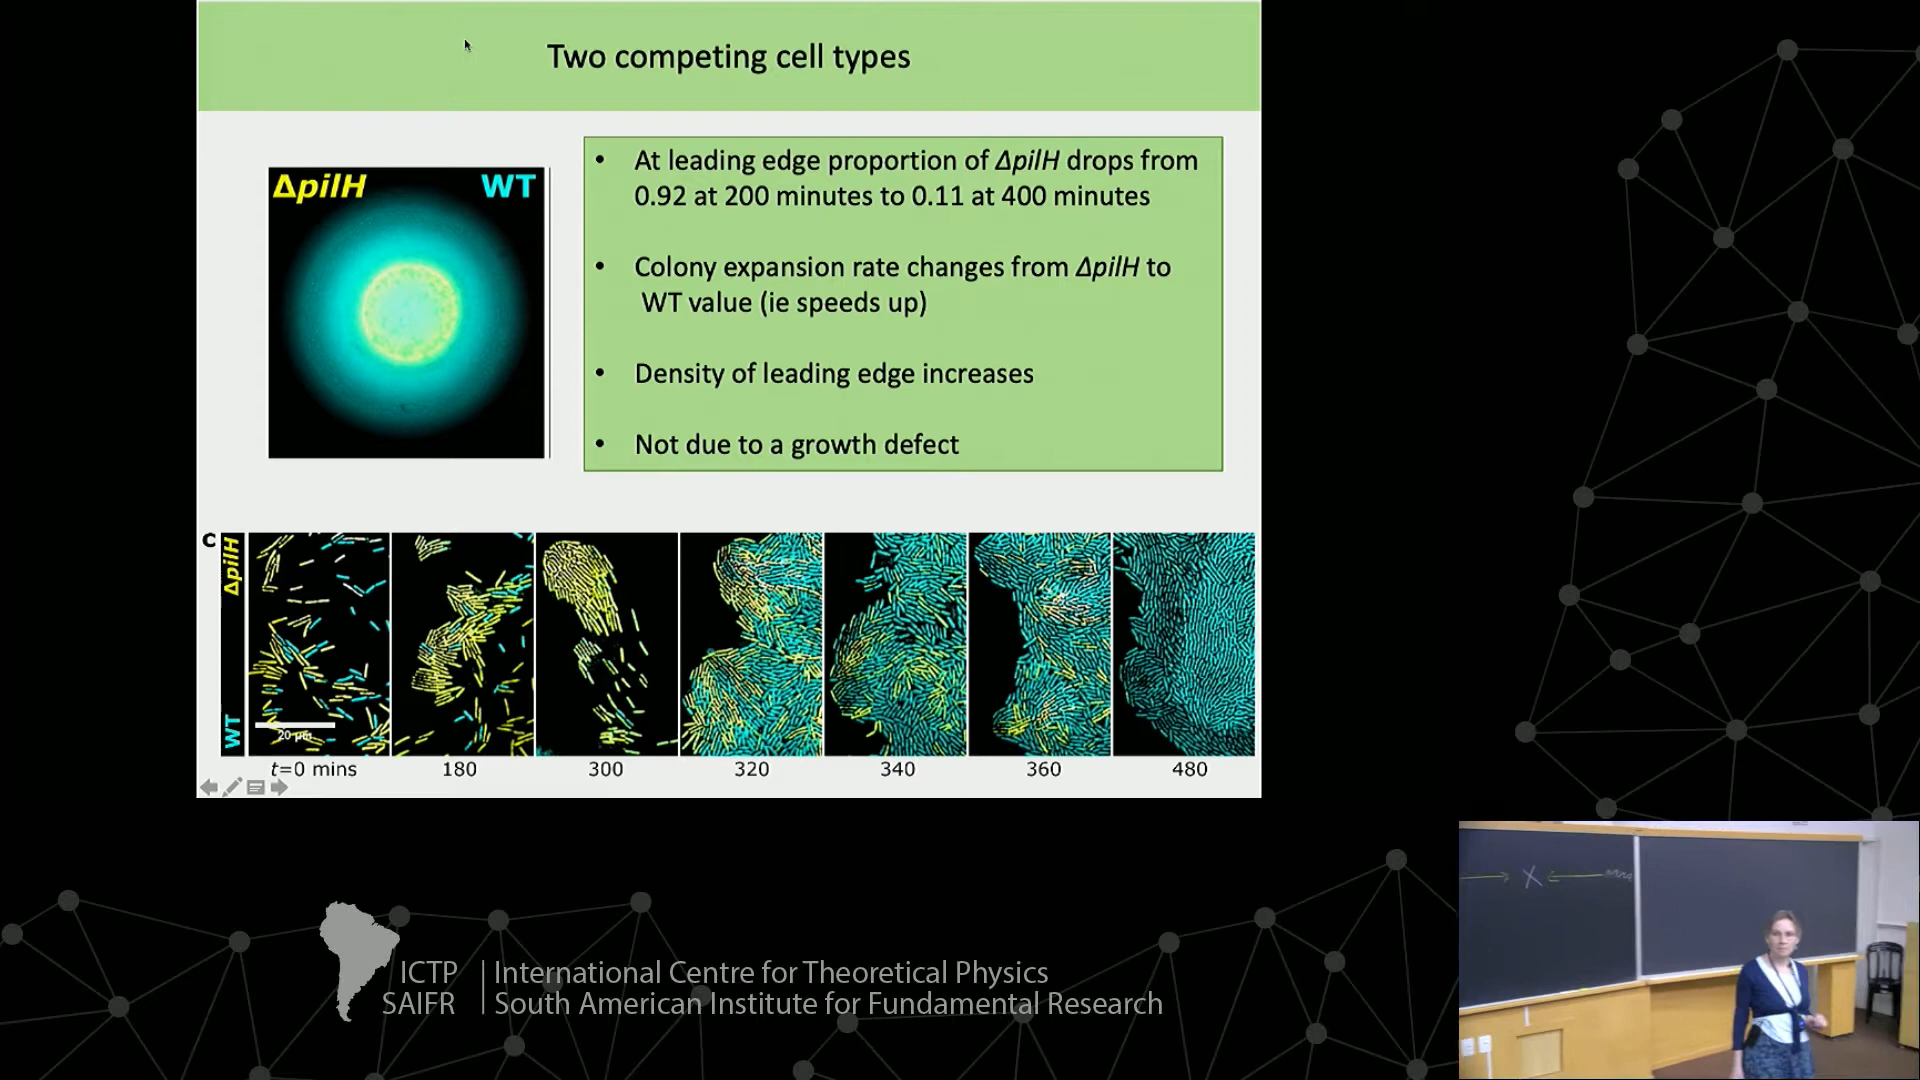 Two competing cell types
ΔpilH WT
• At leading edge proportion of ΔpilH drops from
0.92 at 200 minutes to 0.11 at 400 minutes
• Colony expansion rate changes from ΔpilH to
WT value (ie speeds up)
• Density of leading edge increases
• Not due to a growth defect
c
ΔpilH
WT
20 μm
t=0 mins 180 300 320 340 360 480
ICTP International Centre for Theoretical Physics
SAIFR South American Institute for Fundamental Research
X